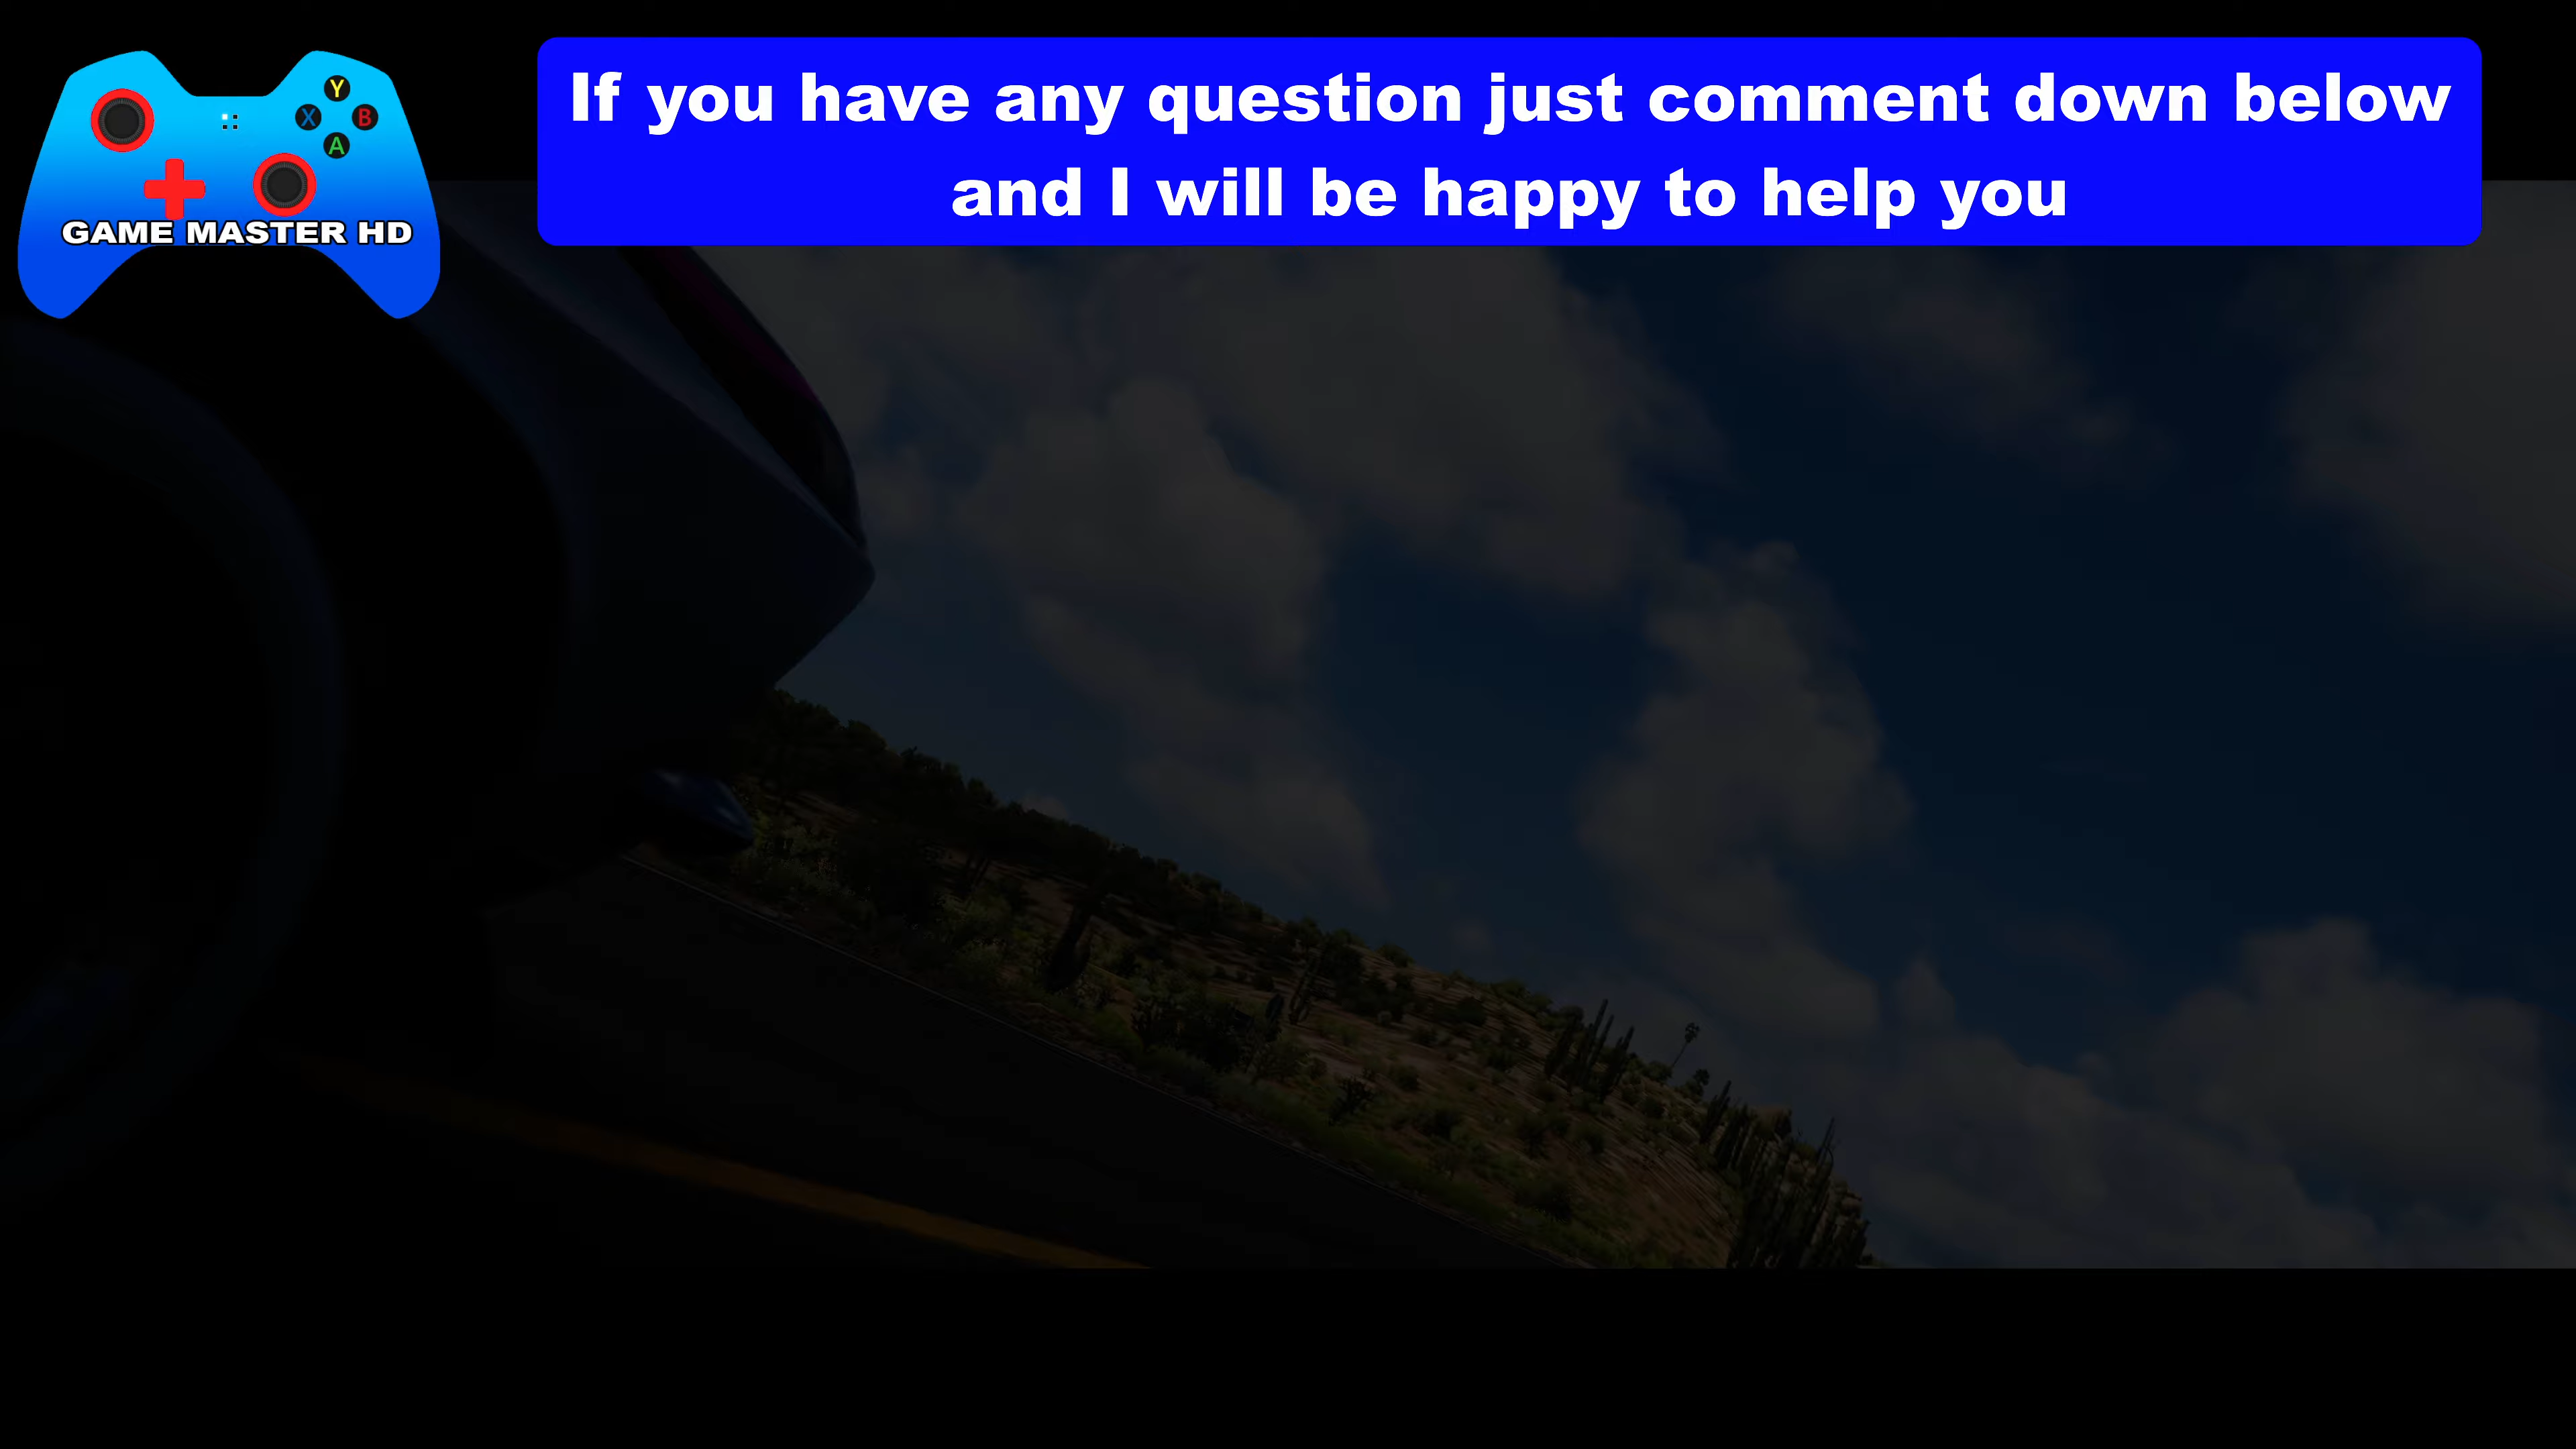 Y
X B
A
GAME MASTER HD
If you have any question just comment down below
and I will be happy to help you